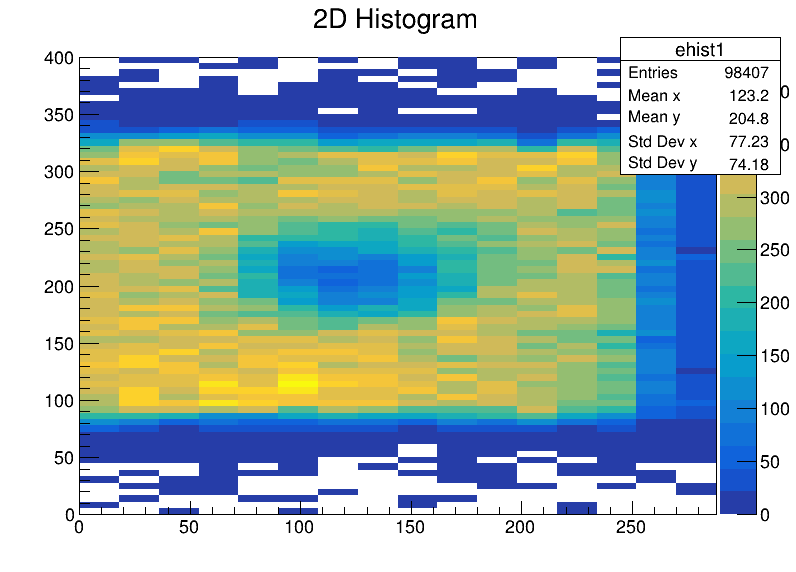 2D Histogram
ehist1
Entries 98407
Mean x 123.2
Mean y 204.8
Std Dev x 77.23
Std Dev y 74.18
400
350
300
250
200
150
100
50
0
0 50 100 150 200 250
0
0
300
250
200
150
100
50
0